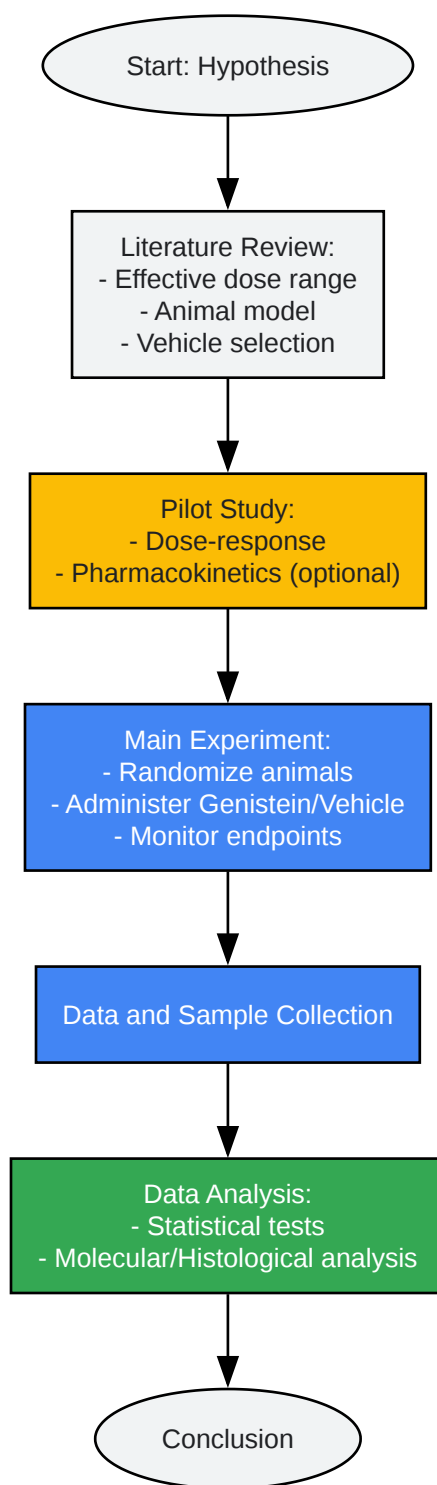 Start: Hypothesis
Literature Review:
- Effective dose range
- Animal model
- Vehicle selection
Pilot Study:
- Dose-response
- Pharmacokinetics (optional)
Main Experiment:
- Randomize animals
- Administer Genistein/Vehicle
- Monitor endpoints
Data and Sample Collection
Data Analysis:
- Statistical tests
- Molecular/Histological analysis
Conclusion